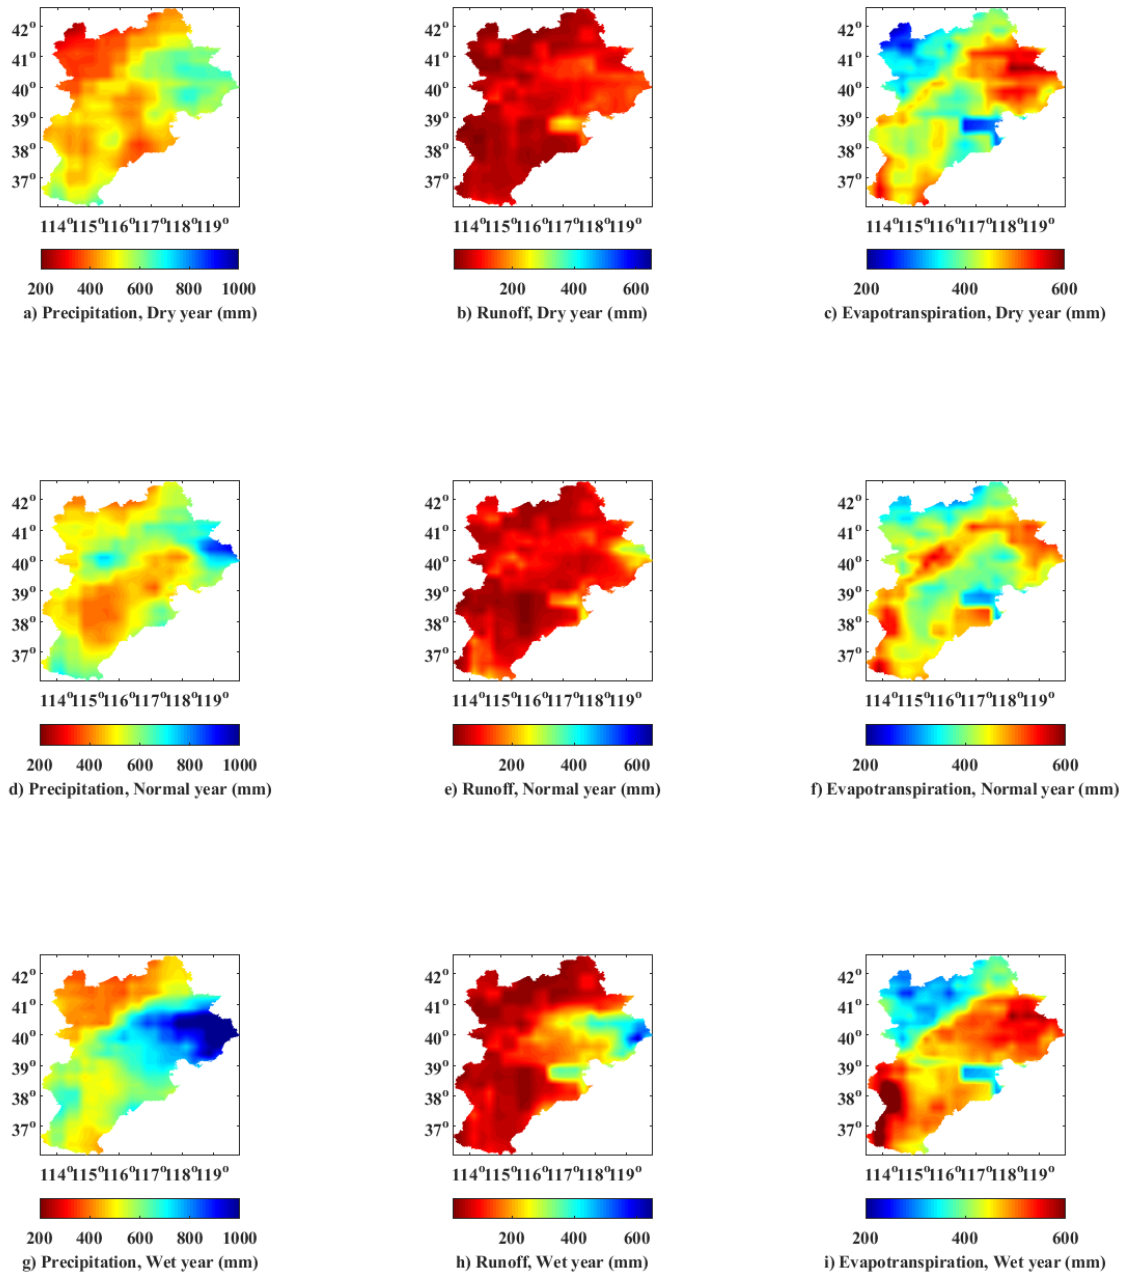 42°
41°
40°
39°
38°
37°
114° 115° 116° 117° 118° 119°
200 400 600 800 1000
a) Precipitation, Dry year (mm)
114° 115° 116° 117° 118° 119°
200 400 600
b) Runoff, Dry year (mm)
42°
41°
40°
39°
38°
37°
114° 115° 116° 117° 118° 119°
200 400 600
c) Evapotranspiration, Dry year (mm)
42°
41°
40°
39°
38°
37°
42°
41°
40°
39°
38°
37°
114° 115° 116° 117° 118° 119°
200 400 600 800 1000
d) Precipitation, Normal year (mm)
42°
41°
40°
39°
38°
37°
114° 115° 116° 117° 118° 119°
200 400 600
e) Runoff, Normal year (mm)
42°
41°
40°
39°
38°
37°
114° 115° 116° 117° 118° 119°
200 400 600
f) Evapotranspiration, Normal year (mm)
42°
41°
40°
39°
38°
37°
114° 115° 116° 117° 118° 119°
200 400 600 800 1000
g) Precipitation, Wet year (mm)
42°
41°
40°
39°
38°
37°
114° 115° 116° 117° 118° 119°
200 400 600
h) Runoff, Wet year (mm)
42°
41°
40°
39°
38°
37°
114° 115° 116° 117° 118° 119°
200 400 600
i) Evapotranspiration, Wet year (mm)